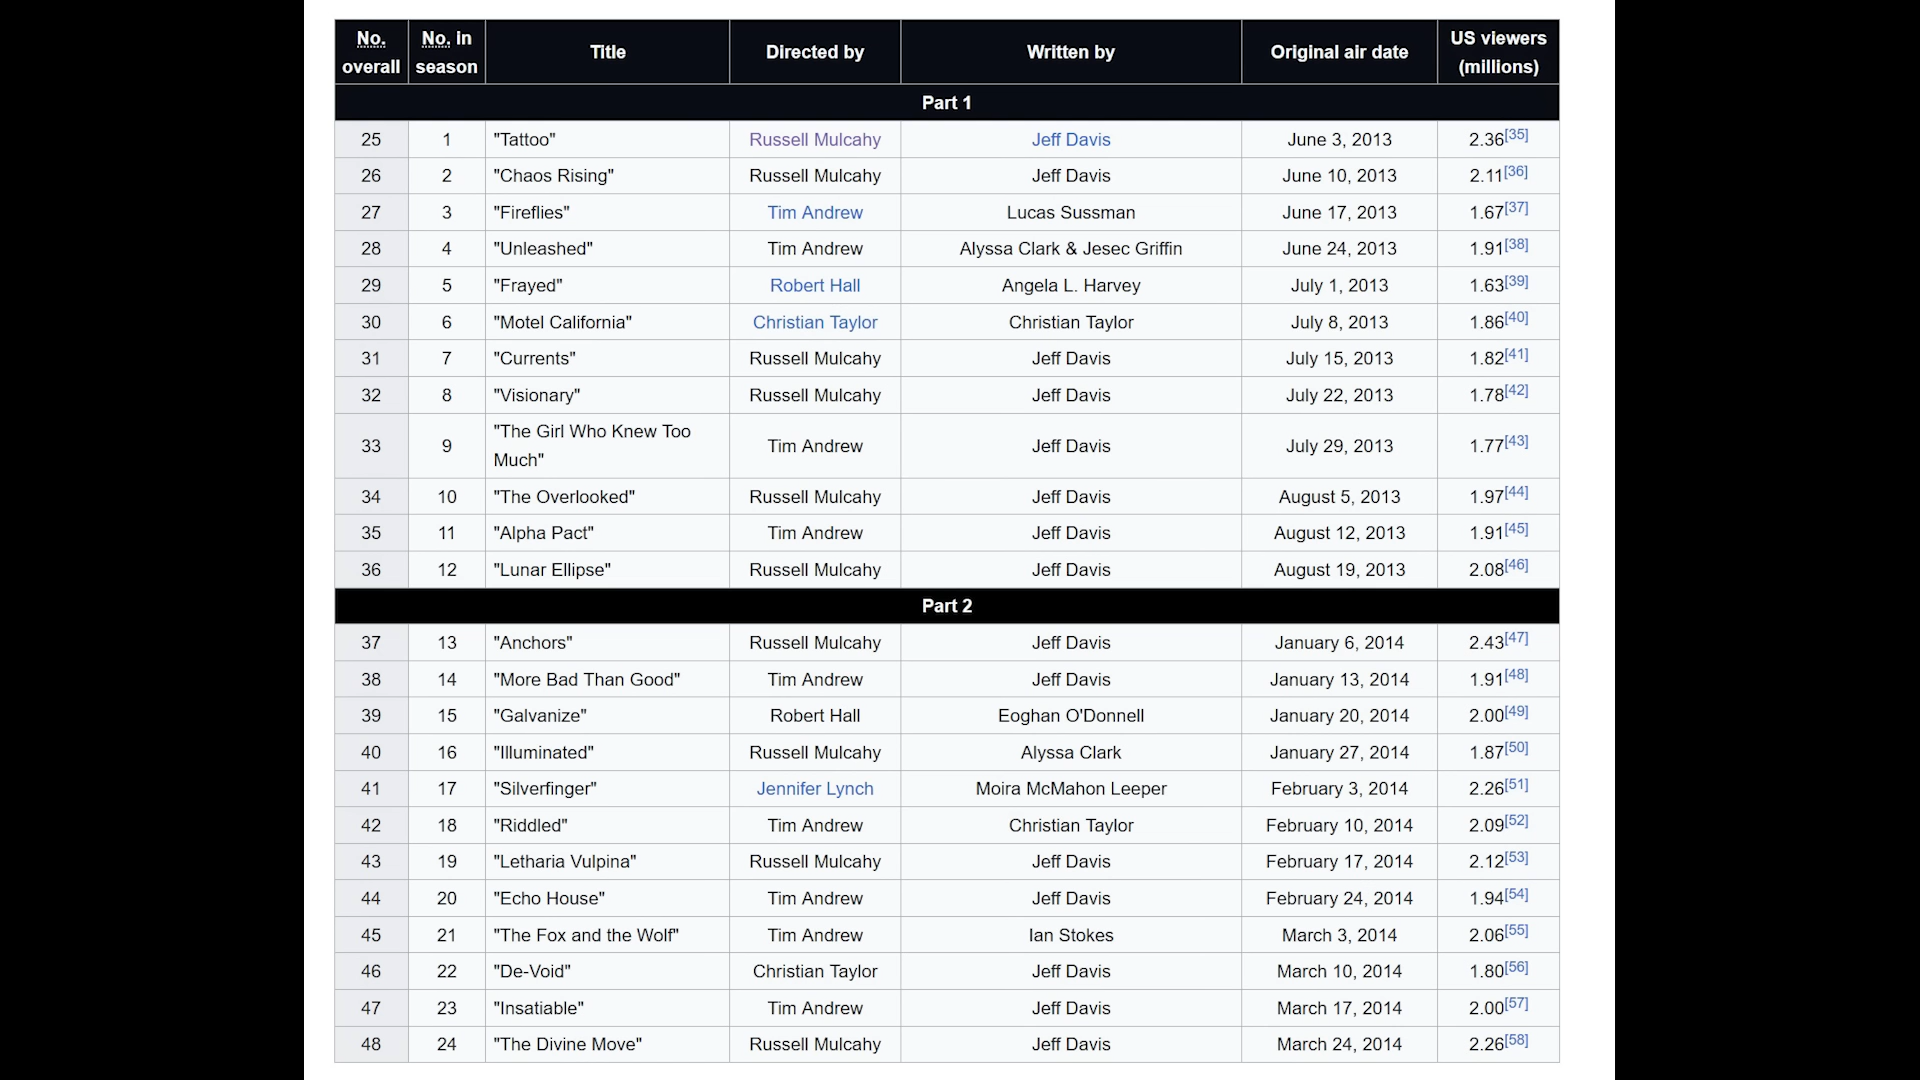 No. overall	No. in season	Title	Directed by	Written by	Original air date	US viewers (millions)
Part 1
25	1	"Tattoo"	Russell Mulcahy	Jeff Davis	June 3, 2013	2.36[35]
26	2	"Chaos Rising"	Russell Mulcahy	Jeff Davis	June 10, 2013	2.11[36]
27	3	"Fireflies"	Tim Andrew	Lucas Sussman	June 17, 2013	1.67[37]
28	4	"Unleashed"	Tim Andrew	Alyssa Clark & Jesec Griffin	June 24, 2013	1.91[38]
29	5	"Frayed"	Robert Hall	Angela L. Harvey	July 1, 2013	1.63[39]
30	6	"Motel California"	Christian Taylor	Christian Taylor	July 8, 2013	1.86[40]
31	7	"Currents"	Russell Mulcahy	Jeff Davis	July 15, 2013	1.82[41]
32	8	"Visionary"	Russell Mulcahy	Jeff Davis	July 22, 2013	1.78[42]
33	9	"The Girl Who Knew Too Much"	Tim Andrew	Jeff Davis	July 29, 2013	1.77[43]
34	10	"The Overlooked"	Russell Mulcahy	Jeff Davis	August 5, 2013	1.97[44]
35	11	"Alpha Pact"	Tim Andrew	Jeff Davis	August 12, 2013	1.91[45]
36	12	"Lunar Ellipse"	Russell Mulcahy	Jeff Davis	August 19, 2013	2.08[46]
Part 2
37	13	"Anchors"	Russell Mulcahy	Jeff Davis	January 6, 2014	2.43[47]
38	14	"More Bad Than Good"	Tim Andrew	Jeff Davis	January 13, 2014	1.91[48]
39	15	"Galvanize"	Robert Hall	Eoghan O'Donnell	January 20, 2014	2.00[49]
40	16	"Illuminated"	Russell Mulcahy	Alyssa Clark	January 27, 2014	1.87[50]
41	17	"Silverfinger"	Jennifer Lynch	Moira McMahon Leeper	February 3, 2014	2.26[51]
42	18	"Riddled"	Tim Andrew	Christian Taylor	February 10, 2014	2.09[52]
43	19	"Letharia Vulpina"	Russell Mulcahy	Jeff Davis	February 17, 2014	2.12[53]
44	20	"Echo House"	Tim Andrew	Jeff Davis	February 24, 2014	1.94[54]
45	21	"The Fox and the Wolf"	Tim Andrew	Ian Stokes	March 3, 2014	2.06[55]
46	22	"De-Void"	Christian Taylor	Jeff Davis	March 10, 2014	1.80[56]
47	23	"Insatiable"	Tim Andrew	Jeff Davis	March 17, 2014	2.00[57]
48	24	"The Divine Move"	Russell Mulcahy	Jeff Davis	March 24, 2014	2.26[58]